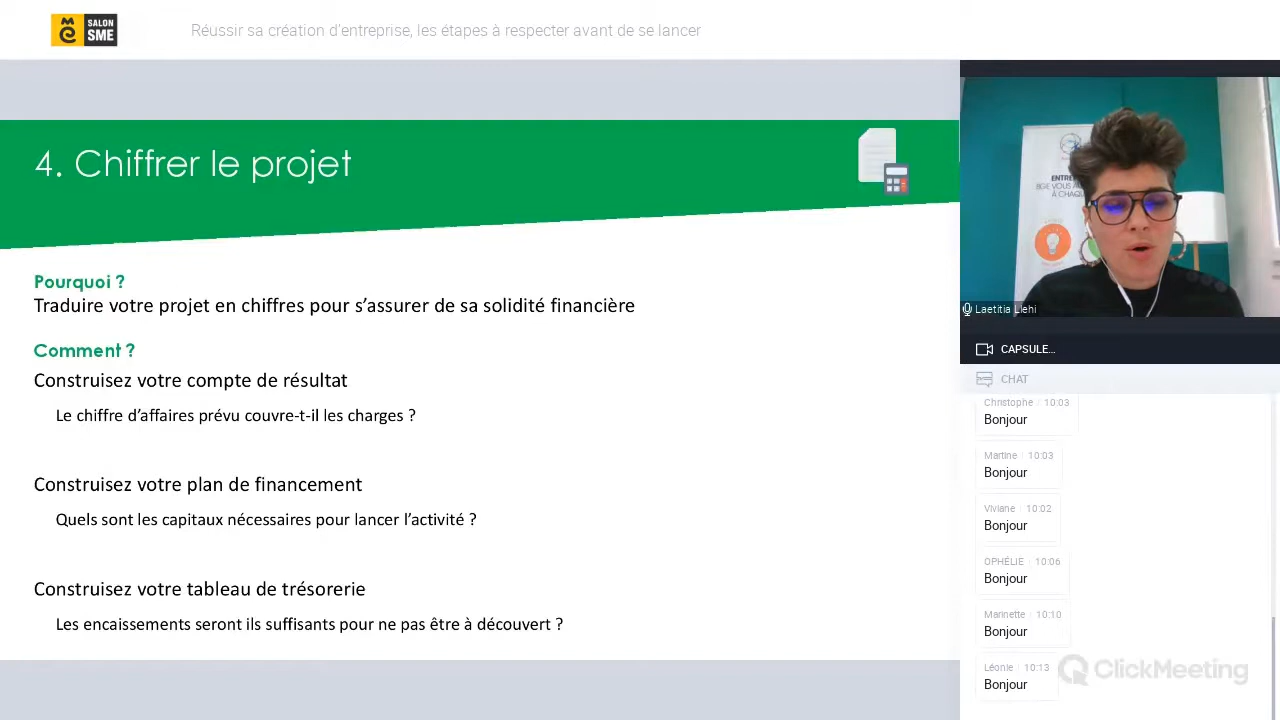 SALON
SME
Réussir sa création d'entreprise, les étapes à respecter avant de se lancer
4. Chiffrer le projet
Pourquoi ?
Traduire votre projet en chiffres pour s’assurer de sa solidité financière
Comment ?
Construisez votre compte de résultat
Le chiffre d’affaires prévu couvre-t-il les charges ?
Construisez votre plan de financement
Quels sont les capitaux nécessaires pour lancer l’activité ?
Construisez votre tableau de trésorerie
Les encaissements seront ils suffisants pour ne pas être à découvert ?
ENTRE
BGE VOUS A
À CHAQU
Laetitia Llehi
CAPSULE...
CHAT
Christophe / 10:03
Bonjour
Martine | 10:03
Bonjour
Viviane | 10:02
Bonjour
OPHÉLIE | 10:06
Bonjour
Marinette | 10:10
Bonjour
Léonie | 10:13
Bonjour
ClickMeeting